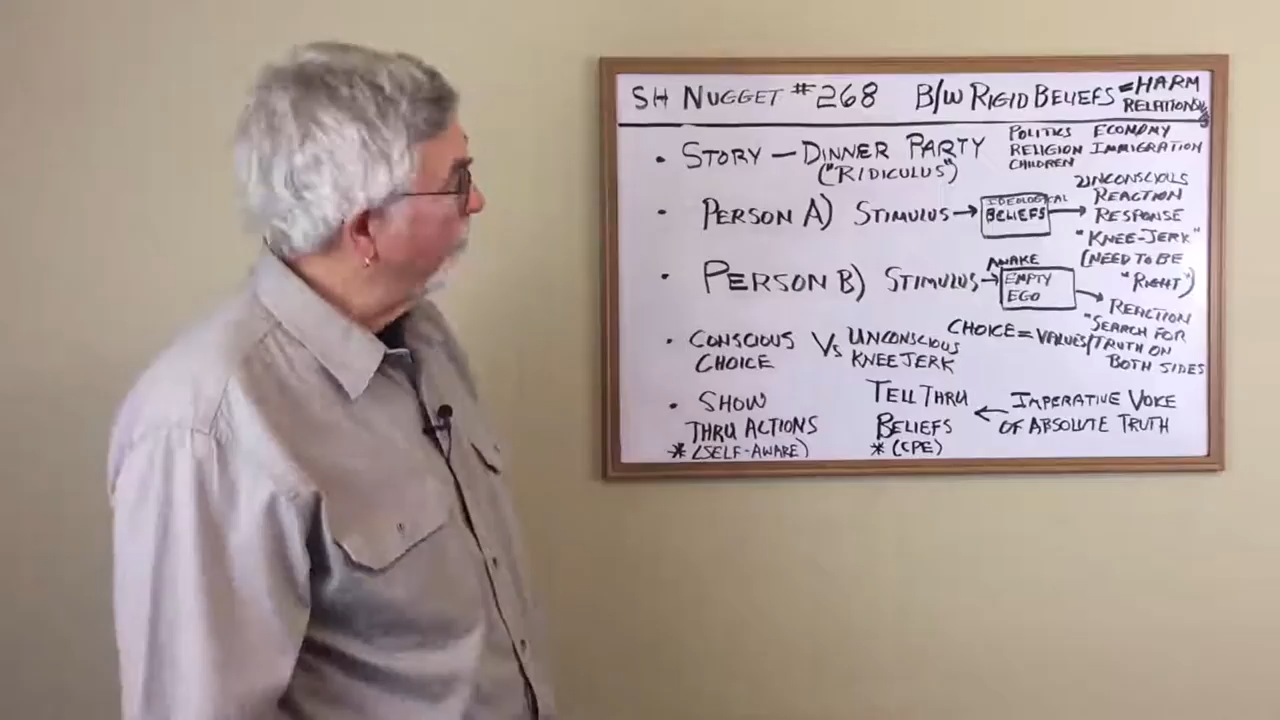 SH NUGGET #268 B/W RIGID BELIEFS = HARM RELATIONS
• STORY — DINNER PARTY
("RIDICULUS")
POLITICS ECONOMY
RELIGION IMMIGRATION
CHILDREN
• PERSON A) STIMULUS → IDEOLOGICAL BELIEFS →
UNCONSCIOUS
REACTION
RESPONSE
"KNEE-JERK"
(NEED TO BE
"RIGHT")
• PERSON B) STIMULUS →
AWAKE
EMPTY
EGO
→ REACTION
"SEARCH FOR
CHOICE = VALUES/TRUTH ON
BOTH SIDES
• CONSCIOUS CHOICE Vs UNCONSCIOUS KNEE JERK
• SHOW
THRU ACTIONS
* (SELF-AWARE)
TELL THRU
BELIEFS
* (CPE)
← IMPERATIVE VOICE
OF ABSOLUTE TRUTH